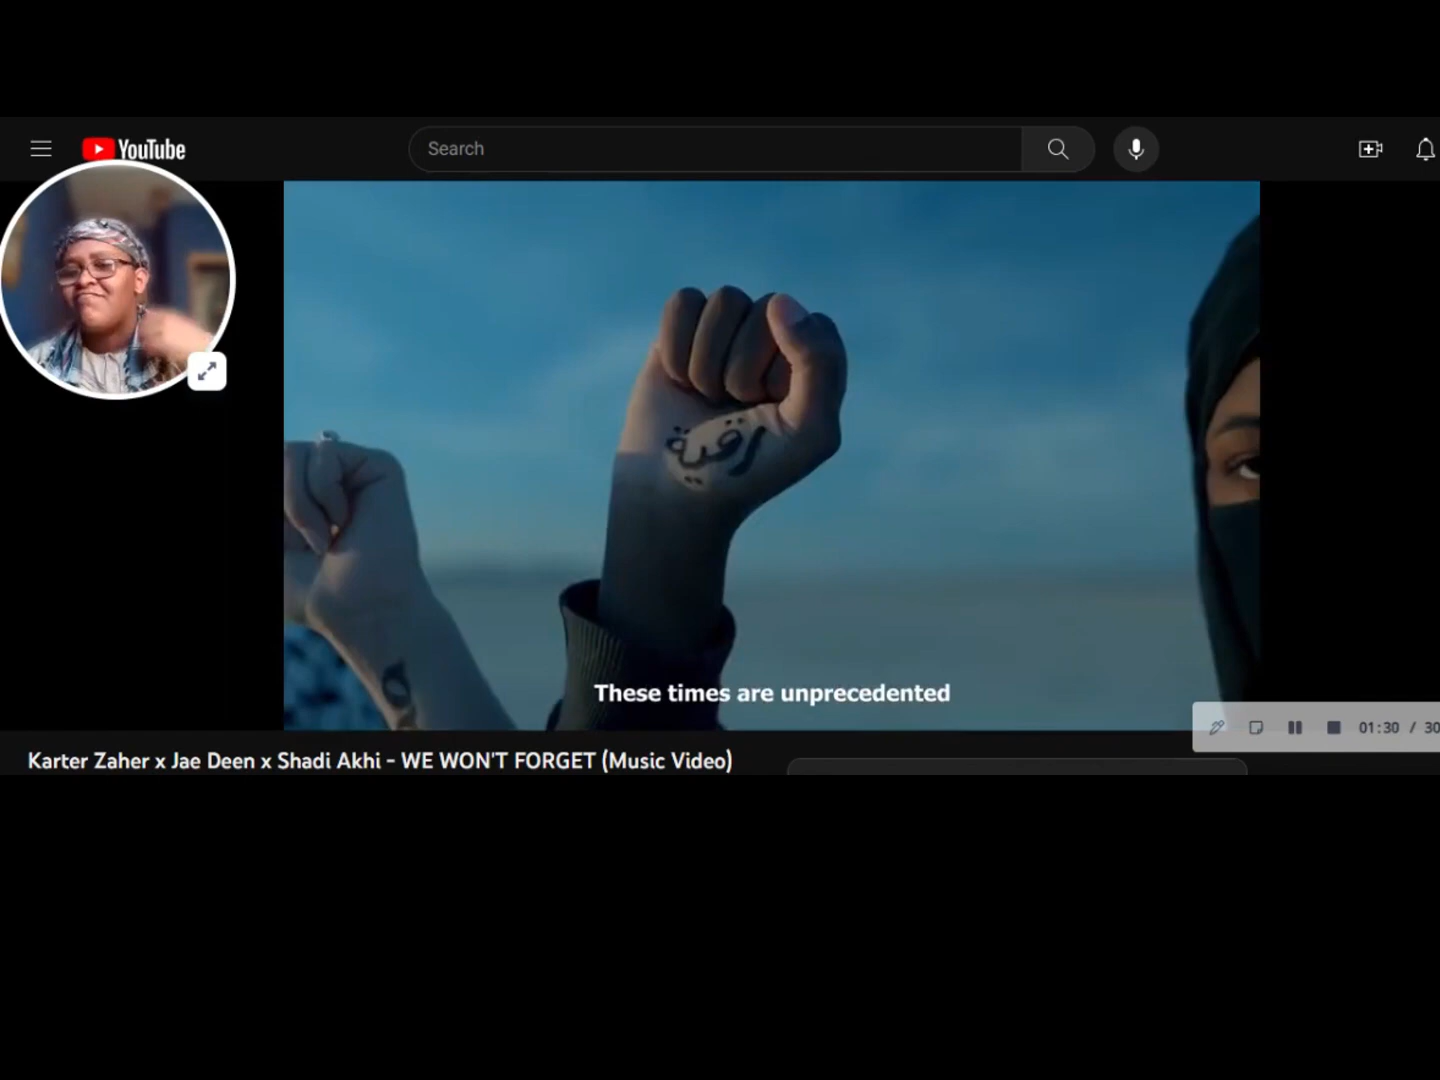 YouTube
Search
رقية
These times are unprecedented
01:30 / 30
Karter Zaher x Jae Deen x Shadi Akhi - WE WON'T FORGET (Music Video)